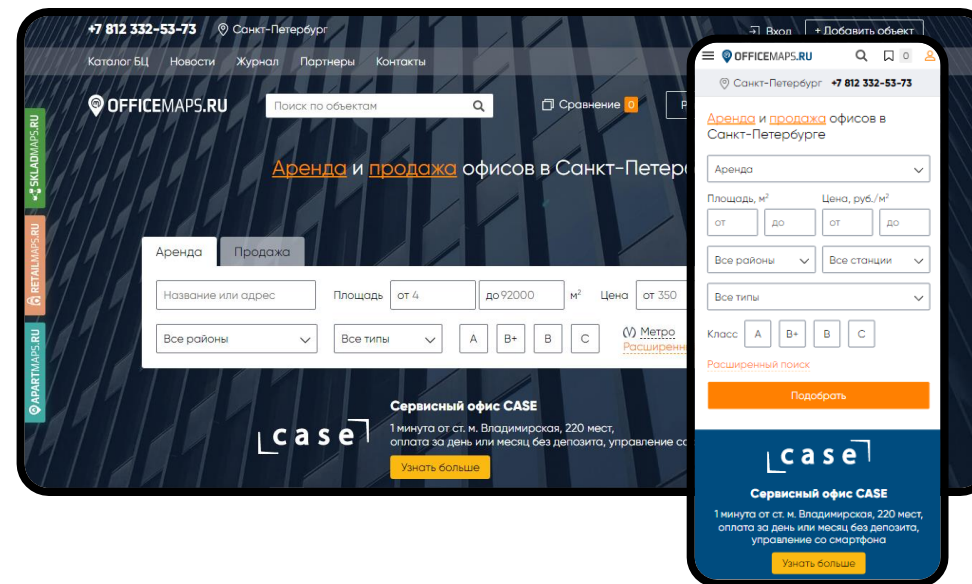 +7 812 332-53-73 Санкт-Петербург Вход + Добавить объект
Каталог БЦ Новости Журнал Партнеры Контакты
OFFICEMAPS.RU Поиск по объектам Сравнение 0
Аренда и продажа офисов в Санкт-Петер
SKLADMAPS.RU
RETAILMAPS.RU
APARTMAPS.RU
Аренда Продажа
Название или адрес Площадь от 4 до 92000 м² Цена от 350
Все районы Все типы A B+ B C Метро
Расширенн
case
Сервисный офис CASE
1 минута от ст. м. Владимирская, 220 мест,
оплата за день или месяц без депозита, управление со
Узнать больше
OFFICEMAPS.RU 0
Санкт-Петербург +7 812 332-53-73
Аренда и продажа офисов в
Санкт-Петербурге
Аренда
Площадь, м² Цена, руб./м²
от до от до
Все районы Все станции
Все типы
Класс A B+ B C
Расширенный поиск
Подобрать
case
Сервисный офис CASE
1 минута от ст. м. Владимирская, 220 мест,
оплата за день или месяц без депозита,
управление со смартфона
Узнать больше